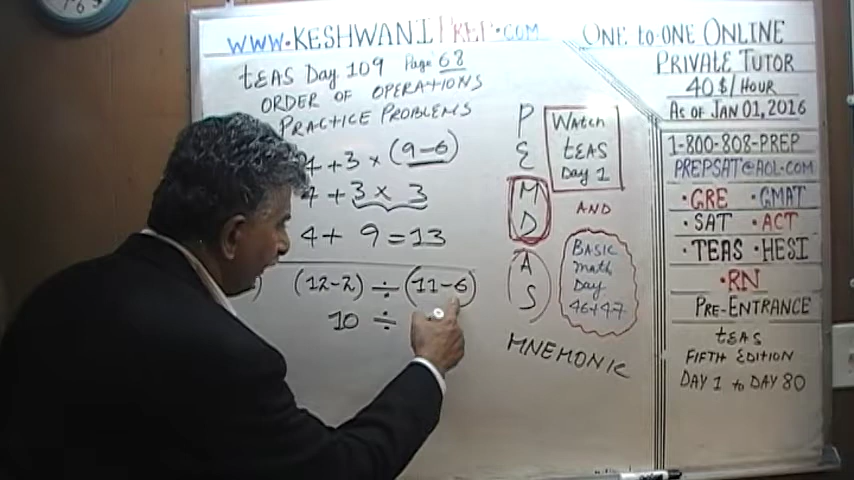 WWW.KESHWANIPREP.COM
TEAS Day 109 Page 68
ORDER OF OPERATIONS
PRACTICE PROBLEMS
4 + 3 × (9-6)
4 + 3 × 3
4 + 9 = 13
(12-2) ÷ (11-6)
10 ÷
P
E
M
D
A
S
MNEMONIC
Watch
TEAS
Day 1
AND
BASIC
Math
Day
46+47
ONE to-ONE ONLINE
PRIVATE TUTOR
40 $/HOUR
AS OF JAN 01, 2016
1-800-808-PREP
PREPSAT@AOL.COM
•GRE •GMAT
•SAT •ACT
•TEAS •HESI
•RN
PRE-ENTRANCE
TEAS
FIFTH EDITION
DAY 1 to DAY 80